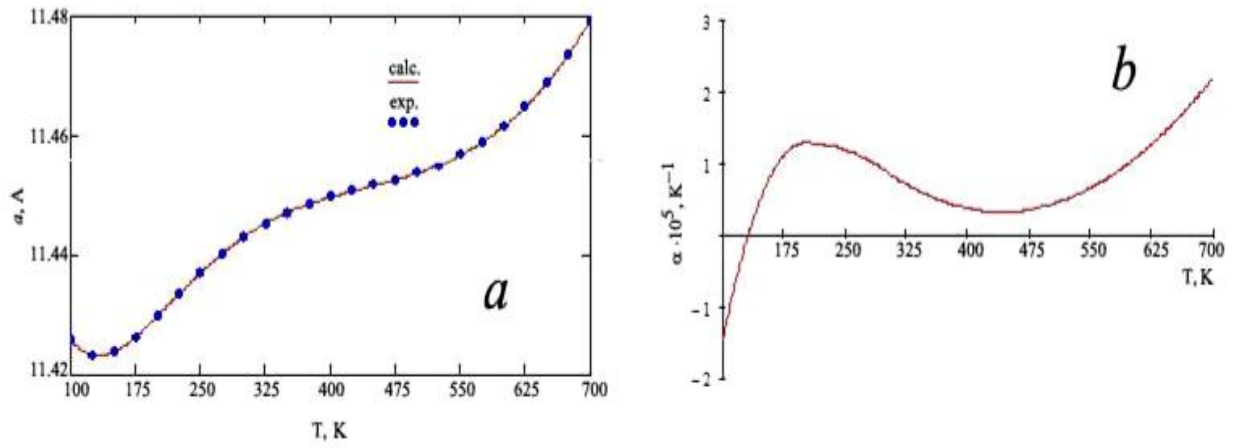 11.48
11.46
11.44
11.42
a, A
calc.
exp.
a
100 175 250 325 400 475 550 625 700
T, K
3
2
1
−1
−2
α ·10⁵, K⁻¹
b
175 250 325 400 475 550 625 700
T, K